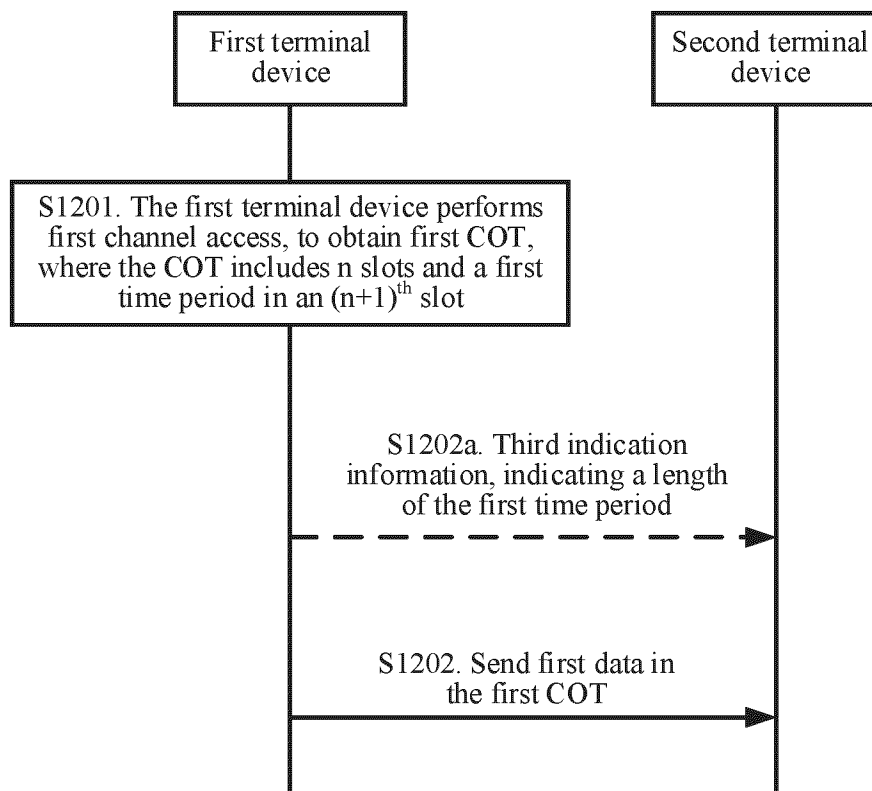 First terminal
device
Second terminal
device
S1201. The first terminal device performs
first channel access, to obtain first COT,
where the COT includes n slots and a first
time period in an (n+1)th slot
S1202a. Third indication
information, indicating a length
of the first time period
S1202. Send first data in
the first COT